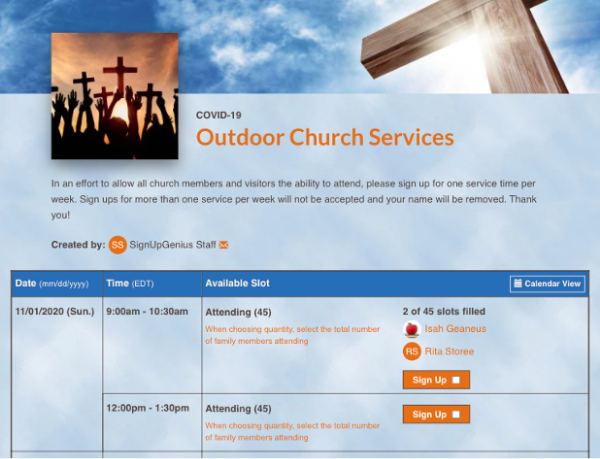 COVID-19
Outdoor Church Services
In an effort to allow all church members and visitors the ability to attend, please sign up for one service time per
week. Sign ups for more than one service per week will not be accepted and your name will be removed. Thank
you!
Created by: SS SignUpGenius Staff
Date (mm/dd/yyyy) Time (EDT) Available Slot Calendar View
11/01/2020 (Sun.) 9:00am - 10:30am Attending (45) 2 of 45 slots filled
When choosing quantity, select the total number
of family members attending
Isah Geaneus
RS Rita Storee
Sign Up
12:00pm - 1:30pm Attending (45) Sign Up
When choosing quantity, select the total number
of family members attending